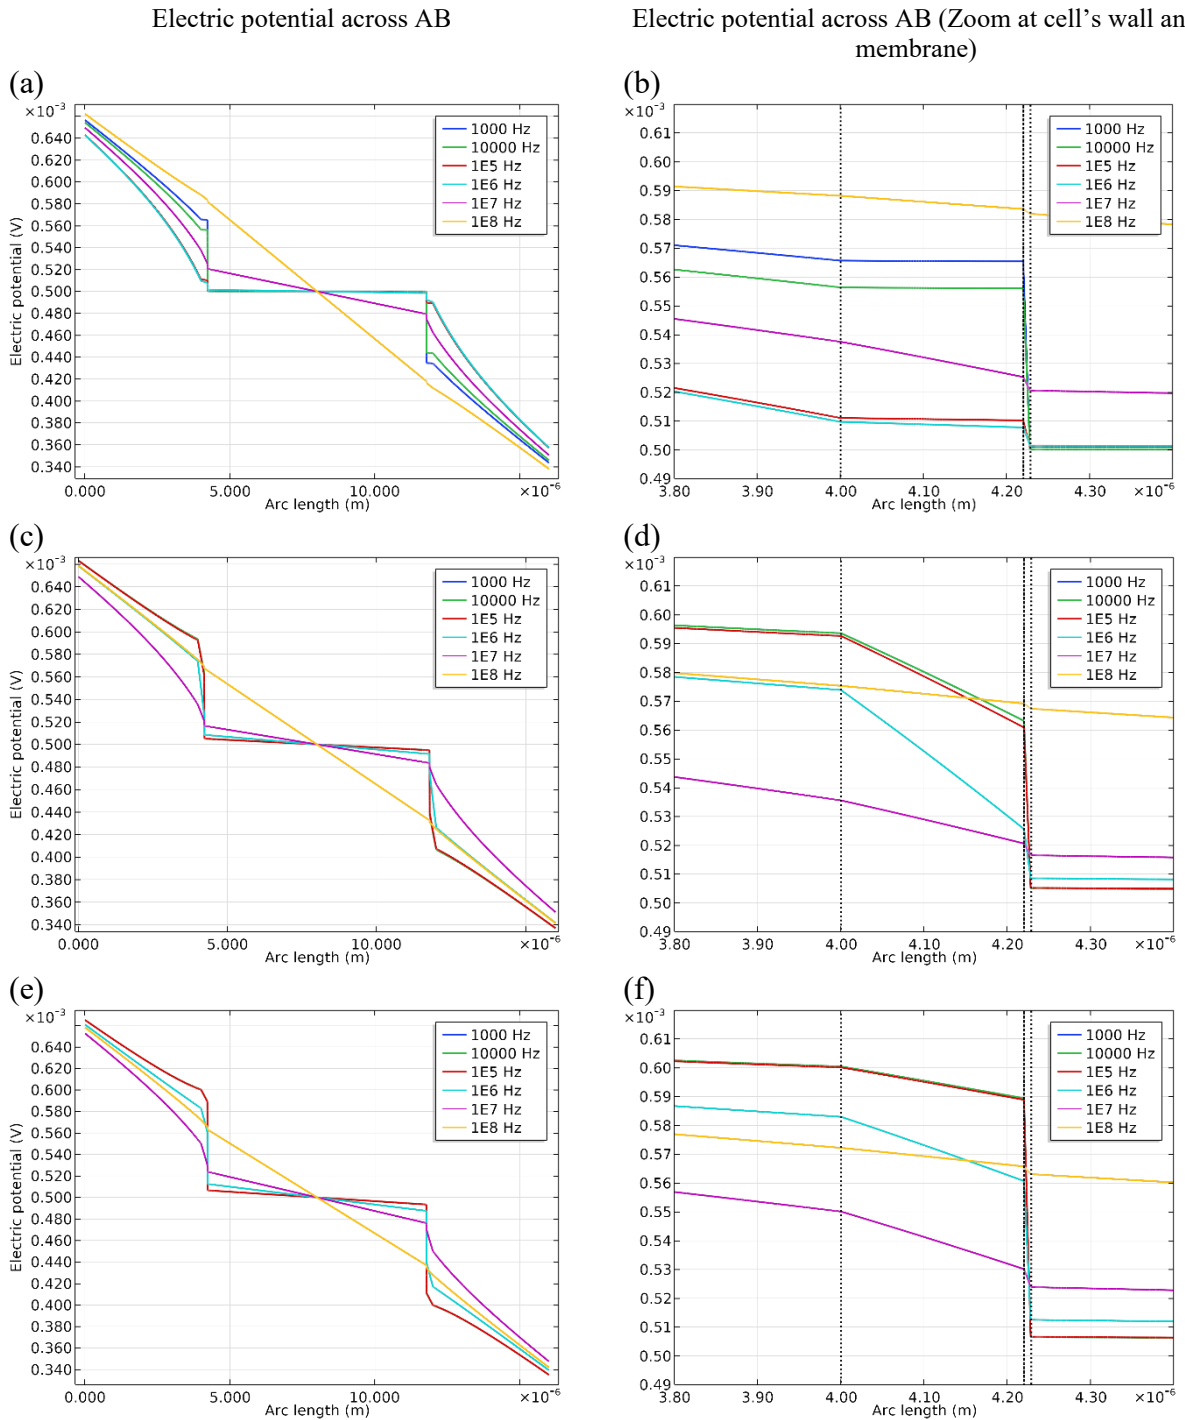 Electric potential across AB
Electric potential across AB (Zoom at cell’s wall an
membrane)
(a)
×10⁻³
0.640
0.620
0.600
0.580
0.560
0.540
0.520
0.500
0.480
0.460
0.440
0.420
0.400
0.380
0.360
0.340
Electric potential (V)
1000 Hz
10000 Hz
1E5 Hz
1E6 Hz
1E7 Hz
1E8 Hz
0.000 5.000 10.000 ×10⁻⁶
Arc length (m)
(b)
×10⁻³
0.61
0.60
0.59
0.58
0.57
0.56
0.55
0.54
0.53
0.52
0.51
0.50
0.49
1000 Hz
10000 Hz
1E5 Hz
1E6 Hz
1E7 Hz
1E8 Hz
3.80 3.90 4.00 4.10 4.20 4.30 ×10⁻⁶
Arc length (m)
(c)
×10⁻³
0.640
0.620
0.600
0.580
0.560
0.540
0.520
0.500
0.480
0.460
0.440
0.420
0.400
0.380
0.360
0.340
Electric potential (V)
1000 Hz
10000 Hz
1E5 Hz
1E6 Hz
1E7 Hz
1E8 Hz
0.000 5.000 10.000 ×10⁻⁶
Arc length (m)
(d)
×10⁻³
0.61
0.60
0.59
0.58
0.57
0.56
0.55
0.54
0.53
0.52
0.51
0.50
0.49
1000 Hz
10000 Hz
1E5 Hz
1E6 Hz
1E7 Hz
1E8 Hz
3.80 3.90 4.00 4.10 4.20 4.30 ×10⁻⁶
Arc length (m)
(e)
×10⁻³
0.640
0.620
0.600
0.580
0.560
0.540
0.520
0.500
0.480
0.460
0.440
0.420
0.400
0.380
0.360
0.340
Electric potential (V)
1000 Hz
10000 Hz
1E5 Hz
1E6 Hz
1E7 Hz
1E8 Hz
0.000 5.000 10.000 ×10⁻⁶
Arc length (m)
(f)
×10⁻³
0.61
0.60
0.59
0.58
0.57
0.56
0.55
0.54
0.53
0.52
0.51
0.50
0.49
1000 Hz
10000 Hz
1E5 Hz
1E6 Hz
1E7 Hz
1E8 Hz
3.80 3.90 4.00 4.10 4.20 4.30 ×10⁻⁶
Arc length (m)